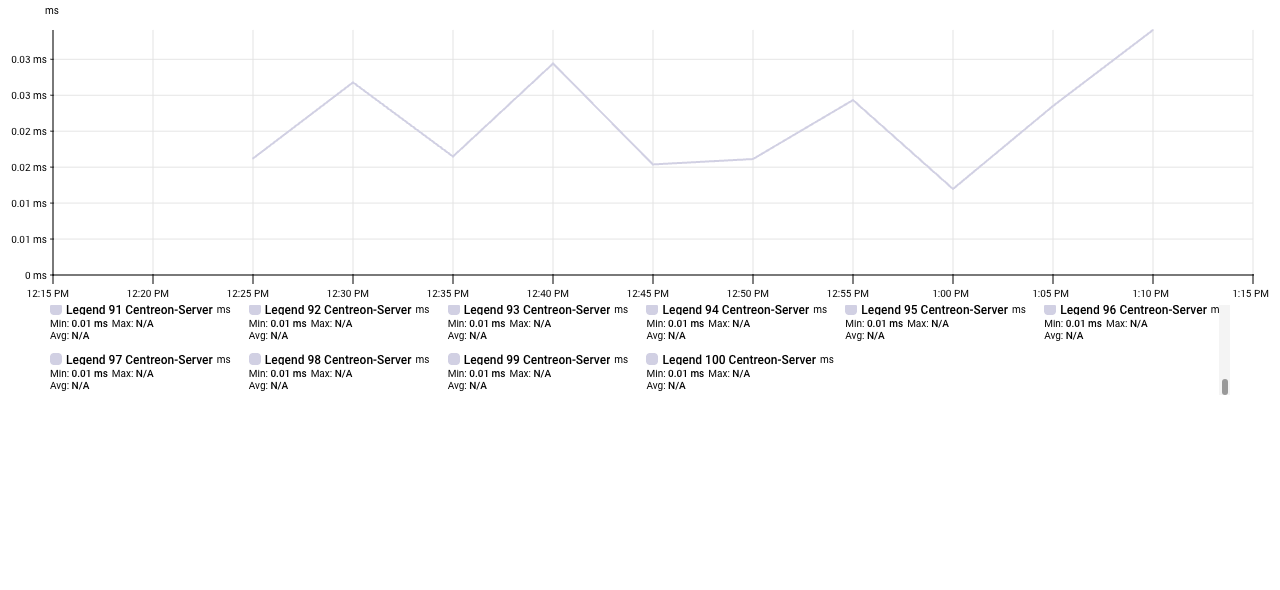 ms
0.03 ms
0.03 ms
0.02 ms
0.02 ms
0.01 ms
0.01 ms
0 ms
12:15 PM 12:20 PM 12:25 PM 12:30 PM 12:35 PM 12:40 PM 12:45 PM 12:50 PM 12:55 PM 1:00 PM 1:05 PM 1:10 PM 1:15 PM
Legend 91 Centreon-Server ms Legend 92 Centreon-Server ms Legend 93 Centreon-Server ms Legend 94 Centreon-Server ms Legend 95 Centreon-Server ms Legend 96 Centreon-Server m
Min: 0.01 ms Max: N/A Min: 0.01 ms Max: N/A Min: 0.01 ms Max: N/A Min: 0.01 ms Max: N/A Min: 0.01 ms Max: N/A Min: 0.01 ms Max: N/A
Avg: N/A Avg: N/A Avg: N/A Avg: N/A Avg: N/A Avg: N/A
Legend 97 Centreon-Server ms Legend 98 Centreon-Server ms Legend 99 Centreon-Server ms Legend 100 Centreon-Server ms
Min: 0.01 ms Max: N/A Min: 0.01 ms Max: N/A Min: 0.01 ms Max: N/A Min: 0.01 ms Max: N/A
Avg: N/A Avg: N/A Avg: N/A Avg: N/A